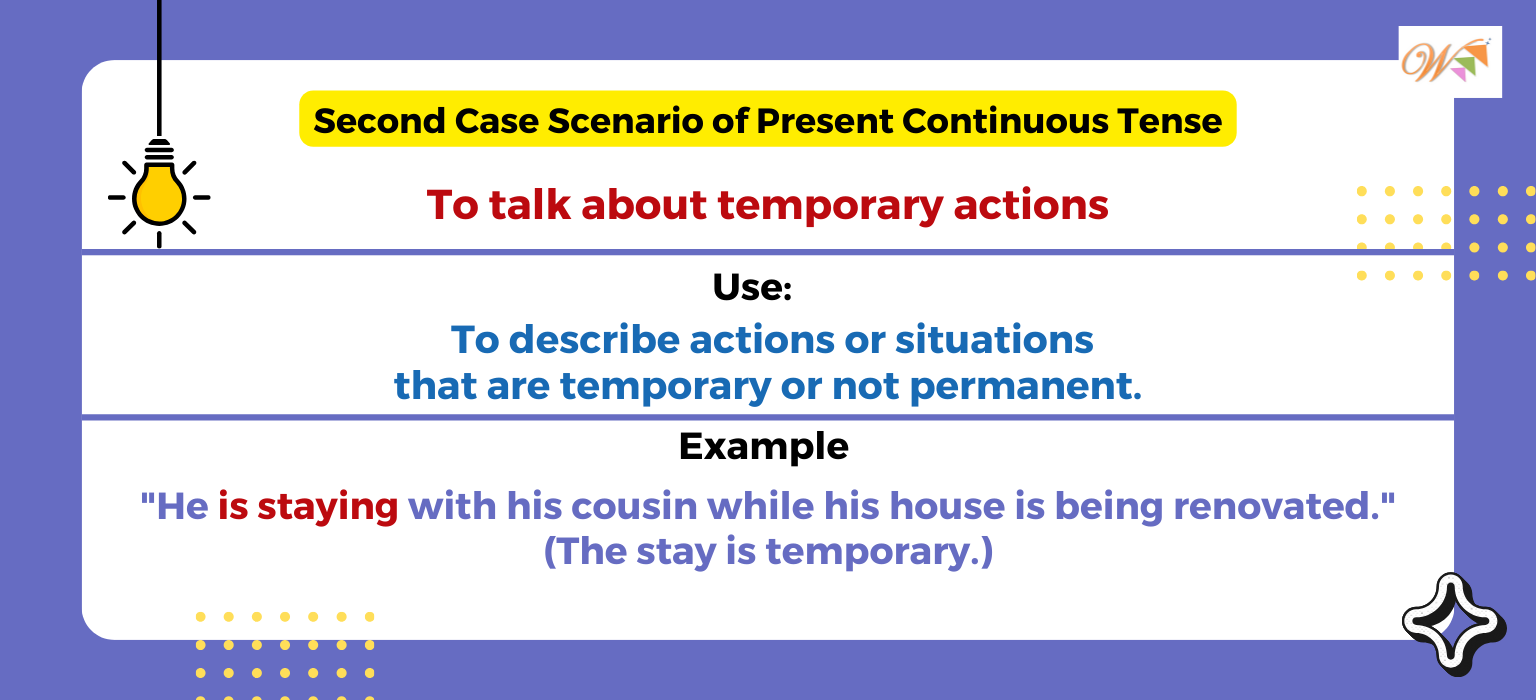 W
Second Case Scenario of Present Continuous Tense
To talk about temporary actions
Use:
To describe actions or situations
that are temporary or not permanent.
Example
"He is staying with his cousin while his house is being renovated."
(The stay is temporary.)